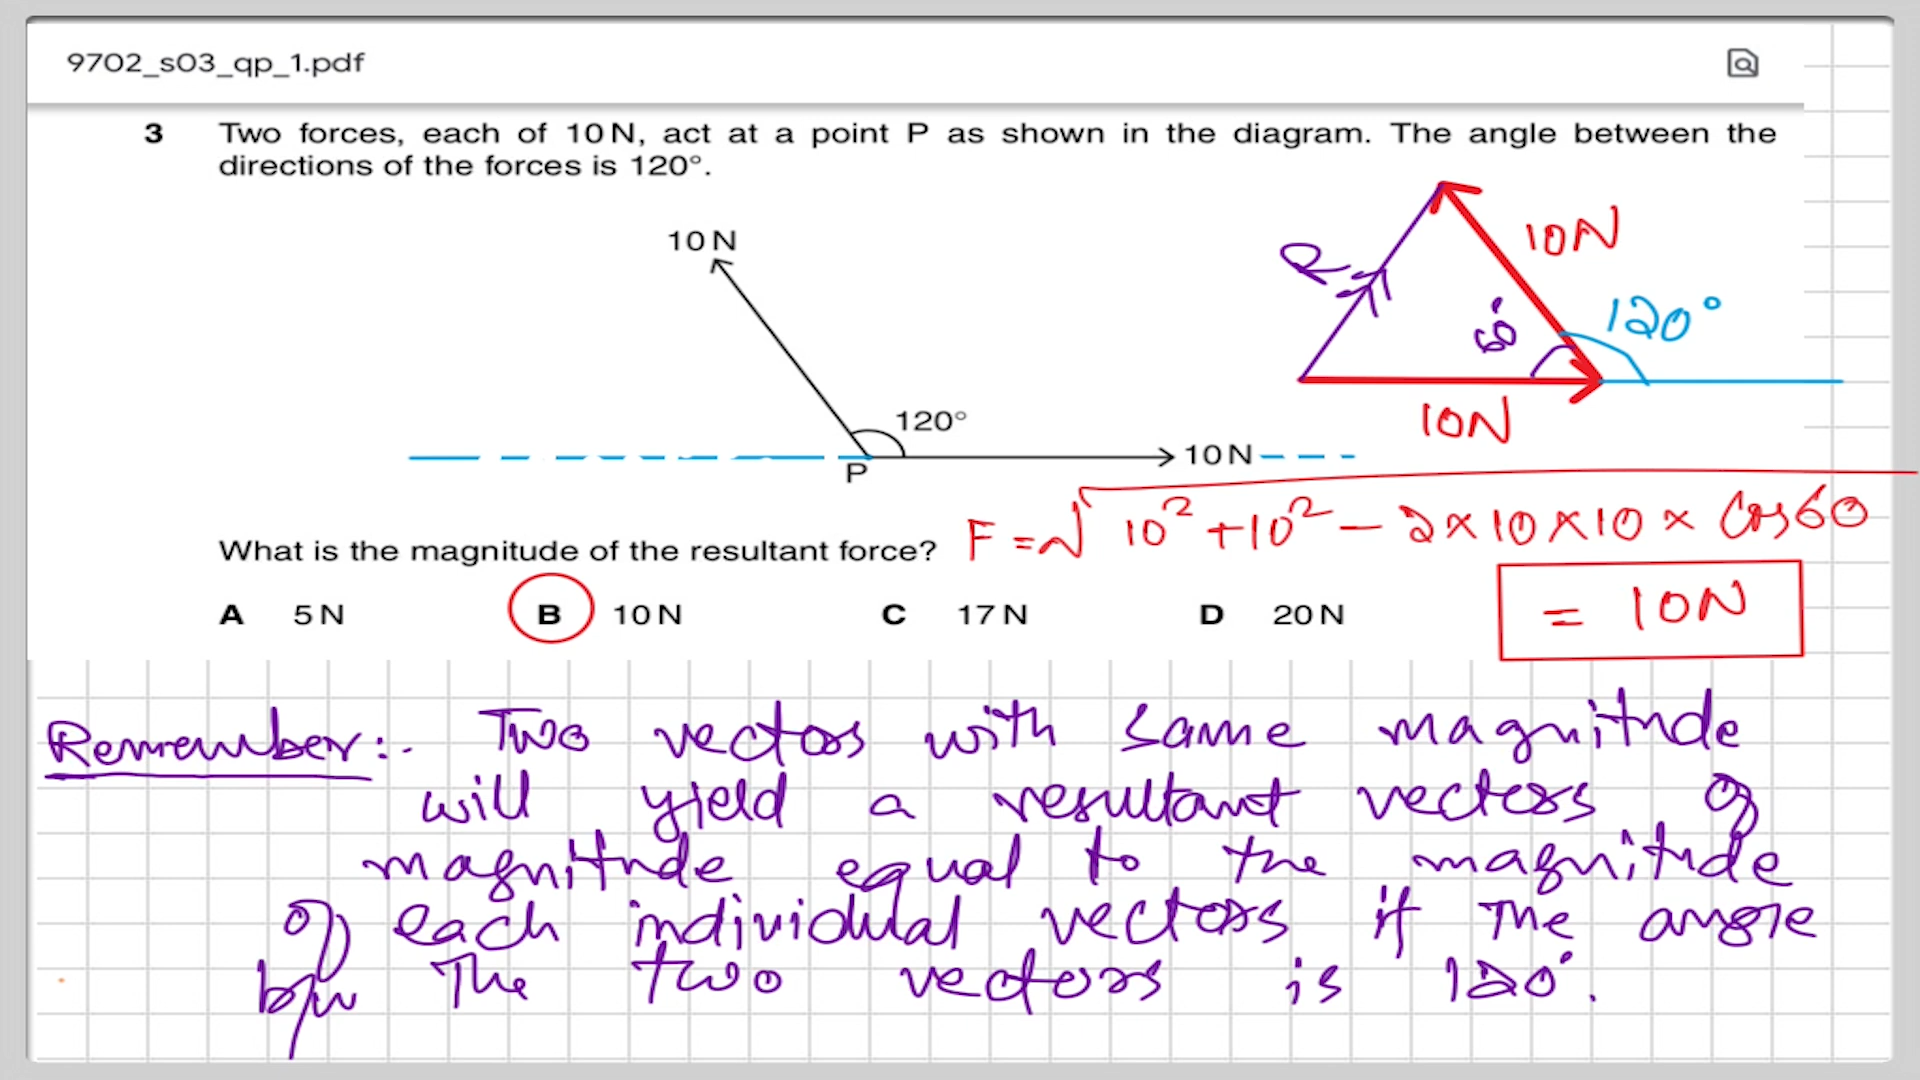 9702_s03_qp_1.pdf
3 Two forces, each of 10 N, act at a point P as shown in the diagram. The angle between the
directions of the forces is 120°.
10 N
120°
P
10 N
R
10N
60°
120°
10N
What is the magnitude of the resultant force?
F = √10² + 10² − 2 × 10 × 10 × Cos60
= 10N
A 5 N B 10 N C 17 N D 20 N
Remember:- Two vectors with same magnitude
will yield a resultant vectors of
magnitude equal to the magnitude
of each individual vectors if the angle
b/w the two vectors is 120°.